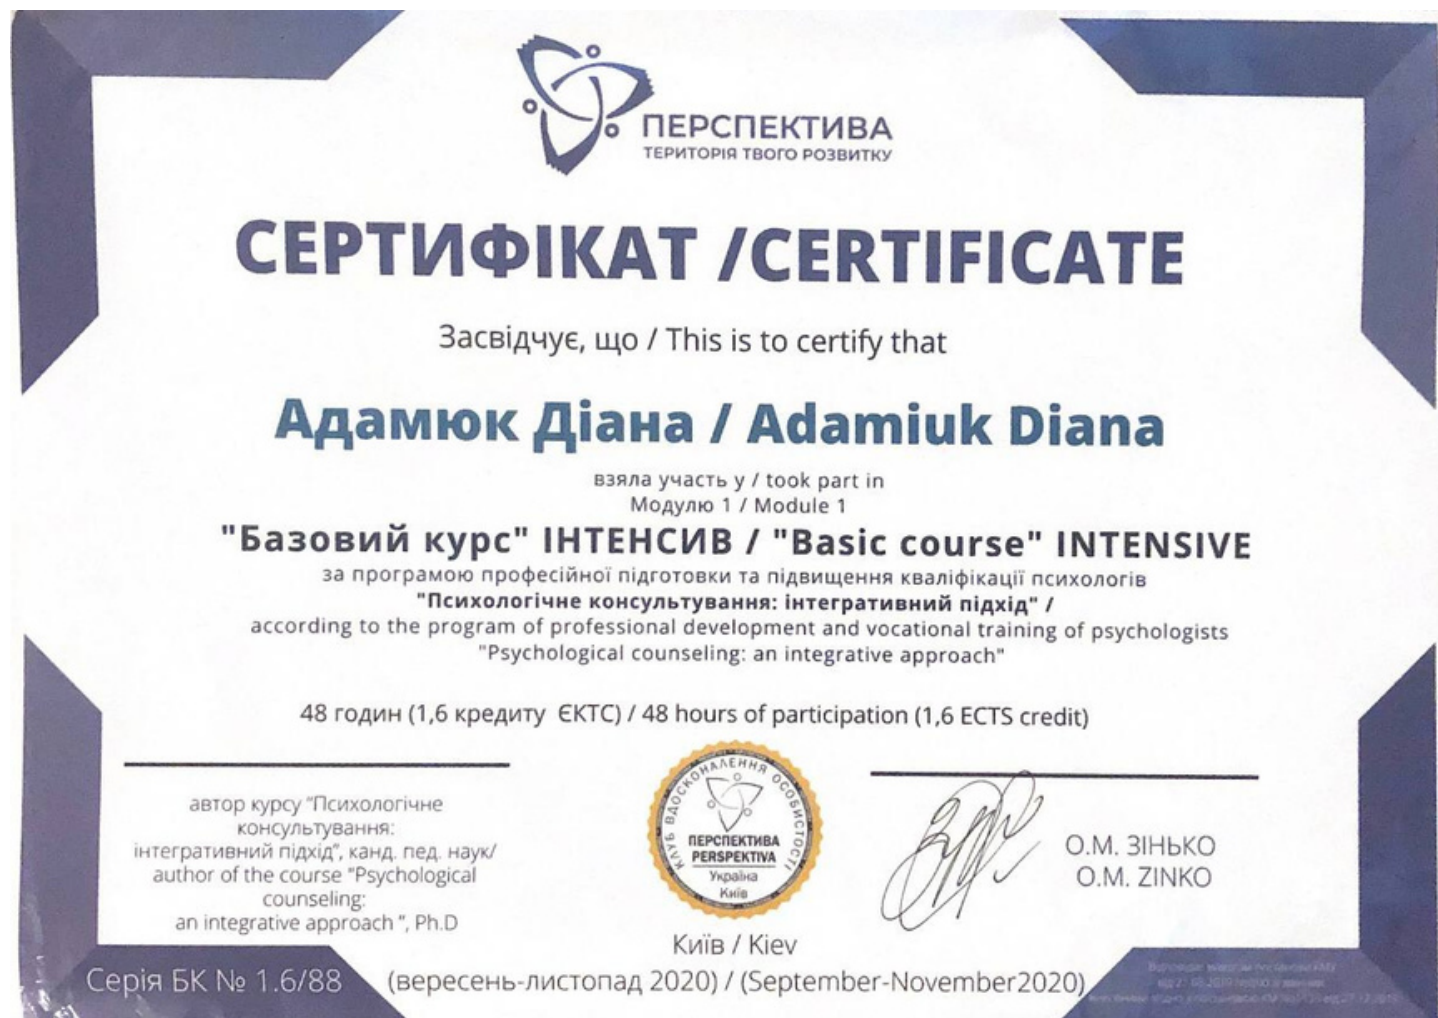 ПЕРСПЕКТИВА
ТЕРИТОРІЯ ТВОГО РОЗВИТКУ
СЕРТИФІКАТ /CERTIFICATE
Засвідчує, що / This is to certify that
Адамюк Діана / Adamiuk Diana
взяла участь у / took part in
Модулю 1 / Module 1
"Базовий курс" ІНТЕНСИВ / "Basic course" INTENSIVE
за програмою професійної підготовки та підвищення кваліфікації психологів
"Психологічне консультування: інтегративний підхід" /
according to the program of professional development and vocational training of psychologists
"Psychological counseling: an integrative approach"
48 годин (1,6 кредиту ЄКТС) / 48 hours of participation (1,6 ECTS credit)
автор курсу "Психологічне
консультування:
інтегративний підхід", канд. пед. наук/
author of the course "Psychological
counseling:
an integrative approach ", Ph.D
КЛУБ ВДОСКОНАЛЕННЯ ОСОБИСТОСТІ
ПЕРСПЕКТИВА
PERSPEKTIVA
Україна
Київ
О.М. ЗІНЬКО
O.M. ZINKO
Київ / Kiev
Серія БК № 1.6/88
(вересень-листопад 2020) / (September-November2020)